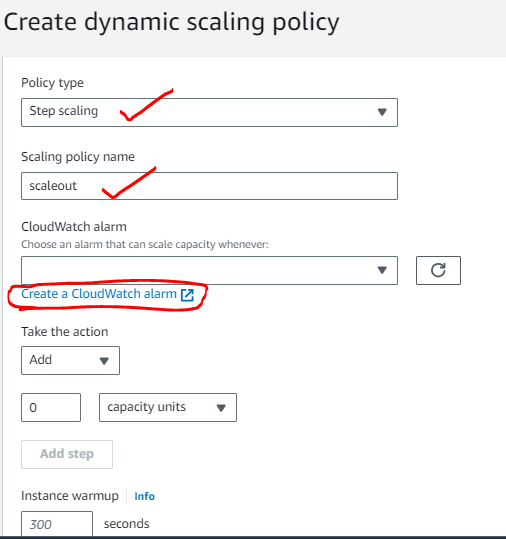 Create dynamic scaling policy
Policy type
Step scaling
Scaling policy name
scaleout
CloudWatch alarm
Choose an alarm that can scale capacity whenever:
Create a CloudWatch alarm
Take the action
Add
0 capacity units
Add step
Instance warmup Info
300 seconds